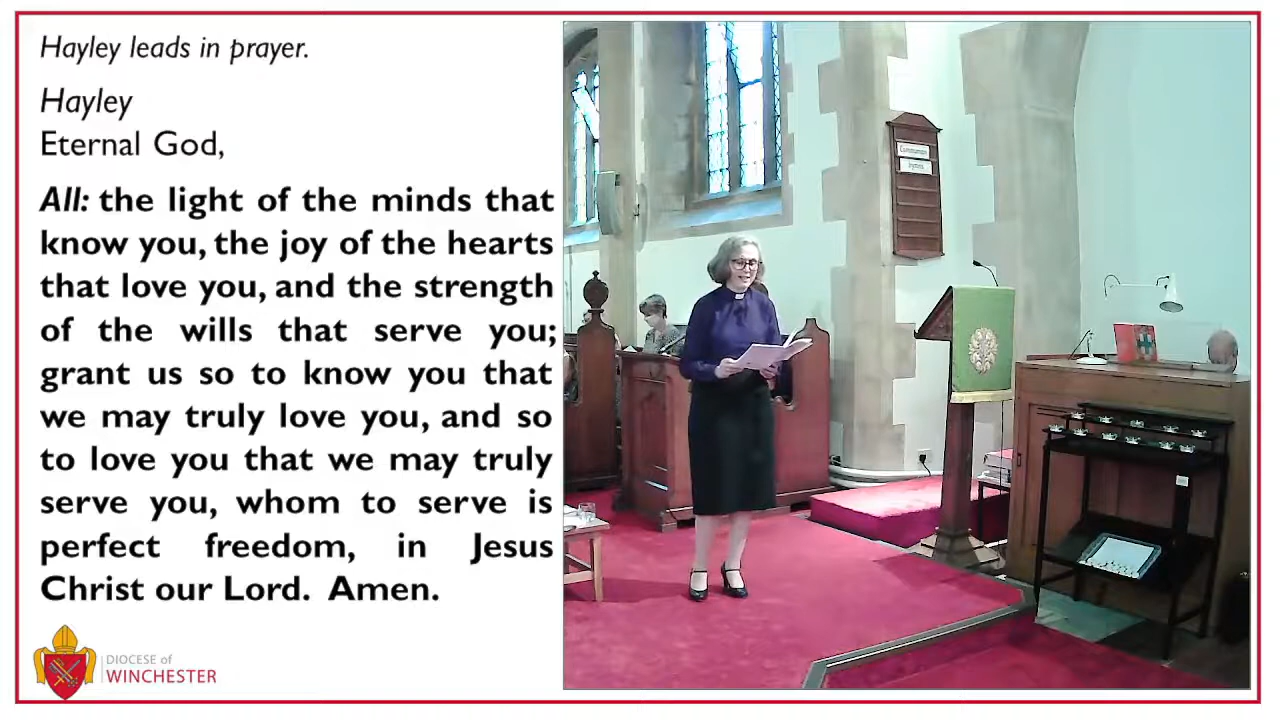 Hayley leads in prayer.
Hayley
Eternal God,
All: the light of the minds that
know you, the joy of the hearts
that love you, and the strength
of the wills that serve you;
grant us so to know you that
we may truly love you, and so
to love you that we may truly
serve you, whom to serve is
perfect freedom, in Jesus
Christ our Lord. Amen.
DIOCESE of
WINCHESTER